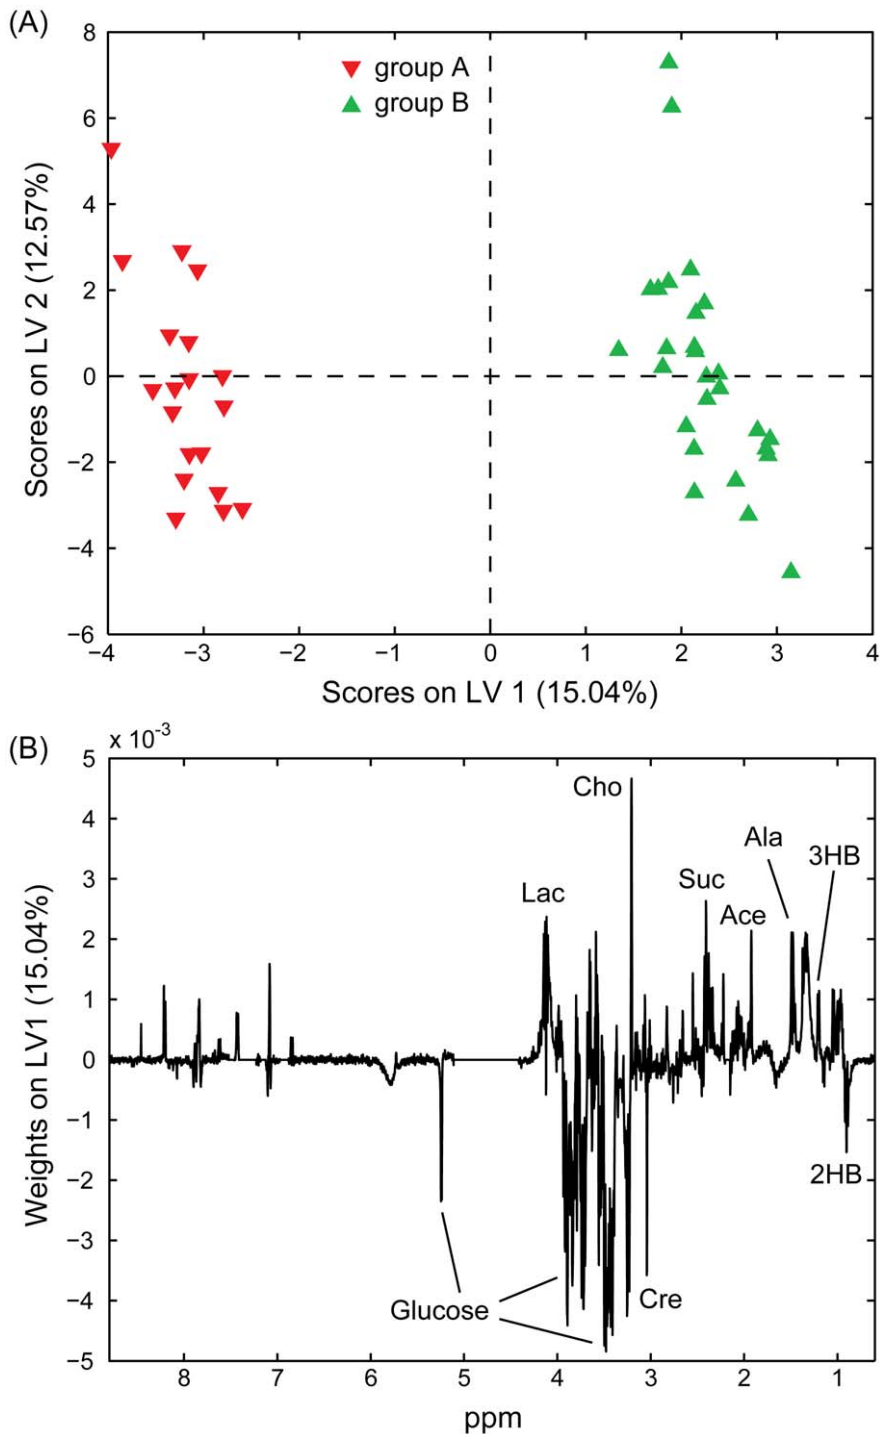 (A)
8
6
4
2
0
−2
−4
−6
Scores on LV 2 (12.57%)
group A
group B
−4 −3 −2 −1 0 1 2 3 4
Scores on LV 1 (15.04%)
(B)
x 10-3
5
4
3
2
1
0
−1
−2
−3
−4
−5
Weights on LV1 (15.04%)
Cho
Ala
3HB
Lac
Suc
Ace
2HB
Glucose
Cre
8 7 6 5 4 3 2 1
ppm